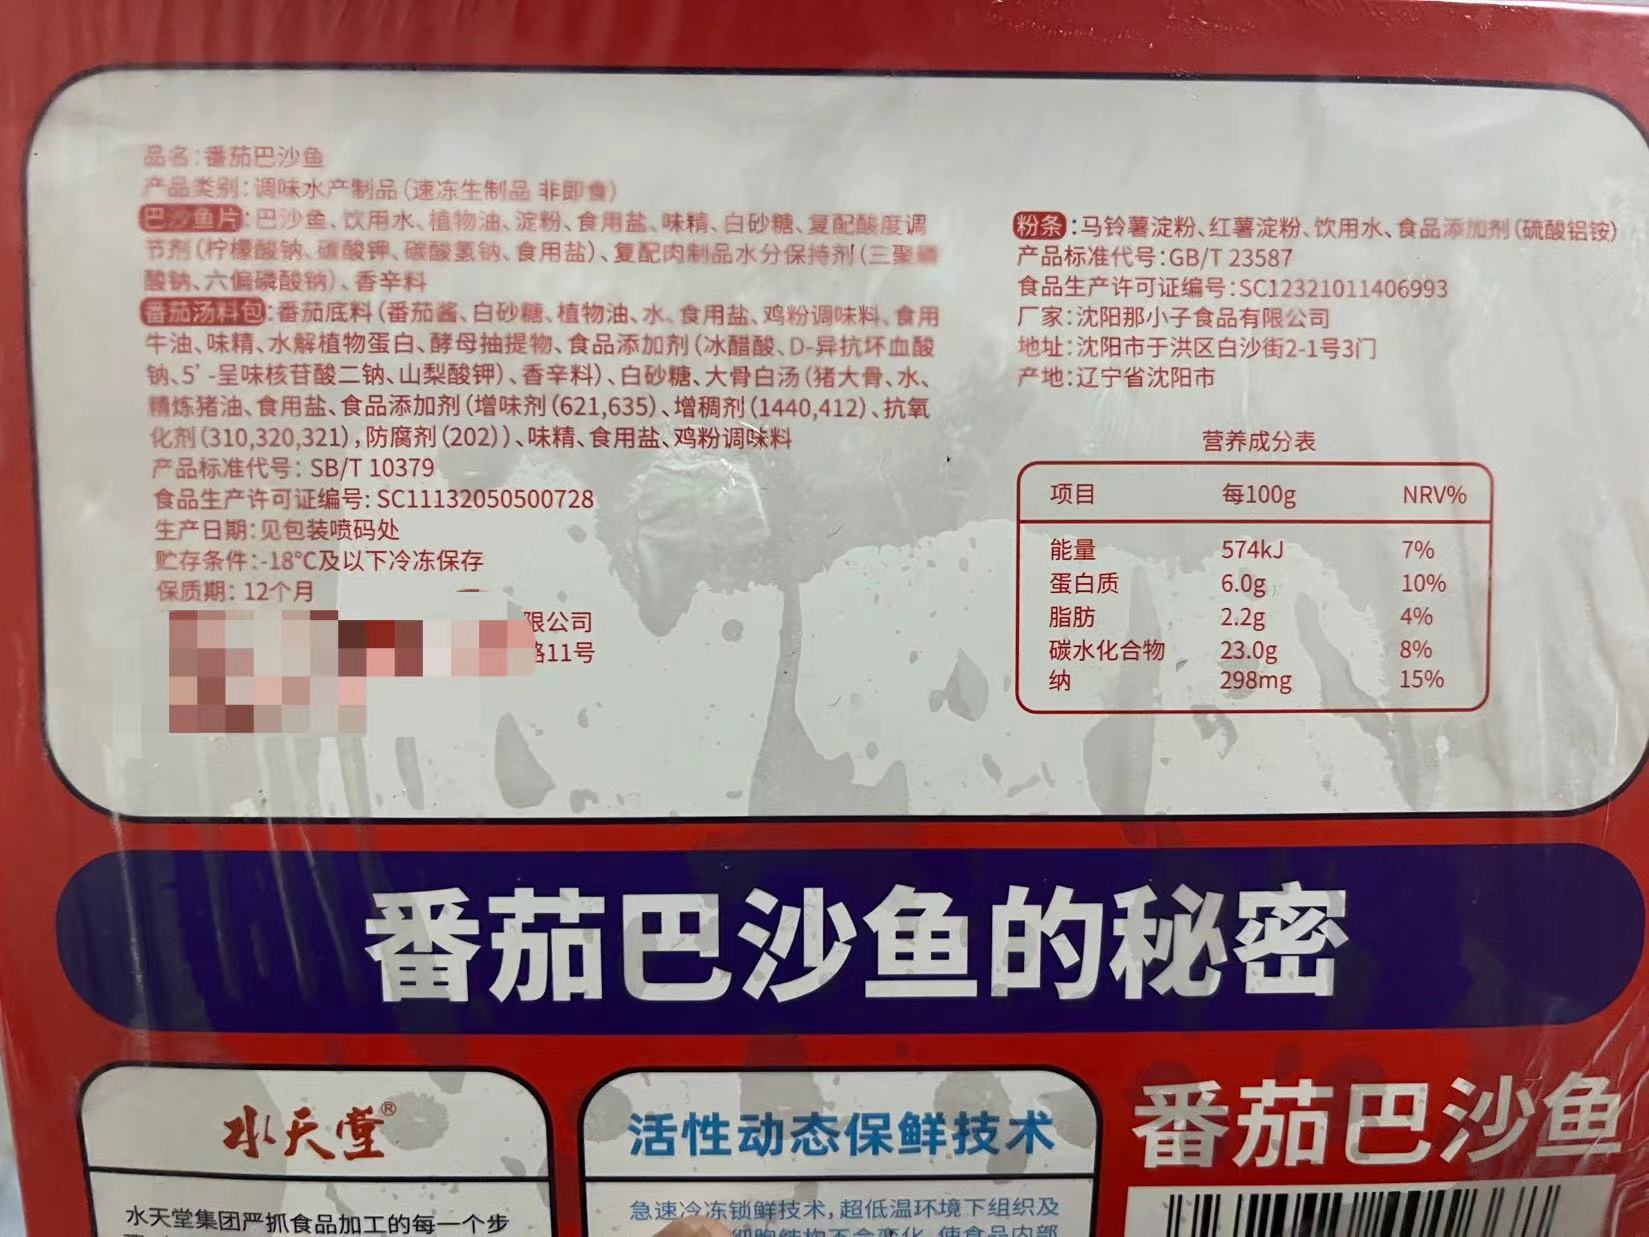 品名:番茄巴沙鱼
产品类别:调味水产制品(速冻生制品 非即食)
巴沙鱼片:巴沙鱼、饮用水、植物油、淀粉、食用盐、味精、白砂糖、复配酸度调
节剂(柠檬酸钠、碳酸钾、碳酸氢钠、食用盐)、复配肉制品水分保持剂(三聚磷
酸钠、六偏磷酸钠)、香辛料
番茄汤料包:番茄底料(番茄酱、白砂糖、植物油、水、食用盐、鸡粉调味料、食用
牛油、味精、水解植物蛋白、酵母抽提物、食品添加剂(冰醋酸、D-异抗坏血酸
钠、5'-呈味核苷酸二钠、山梨酸钾)、香辛料)、白砂糖、大骨白汤(猪大骨、水、
精炼猪油、食用盐、食品添加剂(增味剂(621,635)、增稠剂(1440,412)、抗氧
化剂(310,320,321),防腐剂(202))、味精、食用盐、鸡粉调味料
产品标准代号: SB/T 10379
食品生产许可证编号: SC11132050500728
生产日期:见包装喷码处
贮存条件:-18°C及以下冷冻保存
保质期: 12个月
限公司
路11号
粉条:马铃薯淀粉、红薯淀粉、饮用水、食品添加剂(硫酸铝铵)
产品标准代号:GB/T 23587
食品生产许可证编号:SC12321011406993
厂家:沈阳那小子食品有限公司
地址:沈阳市于洪区白沙街2-1号3门
产地:辽宁省沈阳市
营养成分表
项目 每100g NRV%
能量 574kJ 7%
蛋白质 6.0g 10%
脂肪 2.2g 4%
碳水化合物 23.0g 8%
纳 298mg 15%
番茄巴沙鱼的秘密
水天堂®
水天堂集团严抓食品加工的每一个步
活性动态保鲜技术
急速冷冻锁鲜技术,超低温环境下组织及
细胞结构不会变化,使食品内部
番茄巴沙鱼